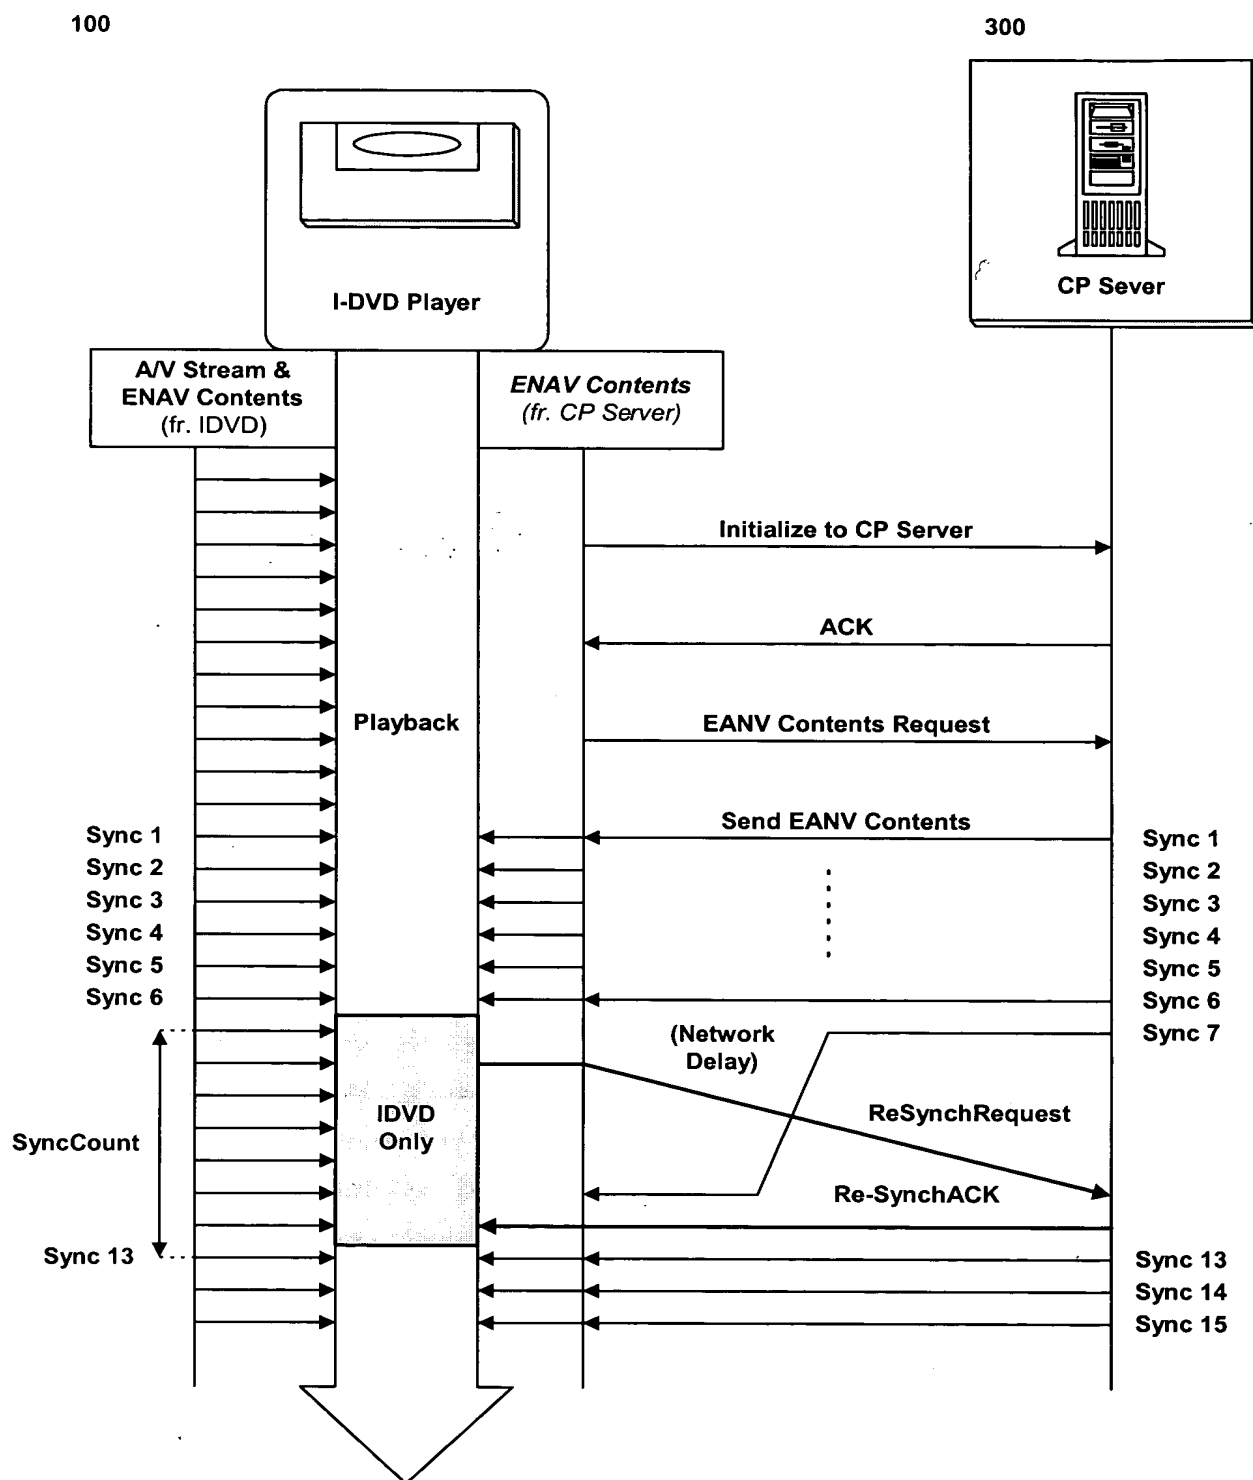 100
300
I-DVD Player
CP Sever
A/V Stream &
ENAV Contents
(fr. IDVD)
ENAV Contents
(fr. CP Server)
Initialize to CP Server
ACK
Playback
EANV Contents Request
Send EANV Contents
Sync 1
Sync 2
Sync 3
Sync 4
Sync 5
Sync 6
Sync 1
Sync 2
Sync 3
Sync 4
Sync 5
Sync 6
Sync 7
(Network
Delay)
IDVD
Only
SyncCount
ReSynchRequest
Re-SynchACK
Sync 13
Sync 13
Sync 14
Sync 15